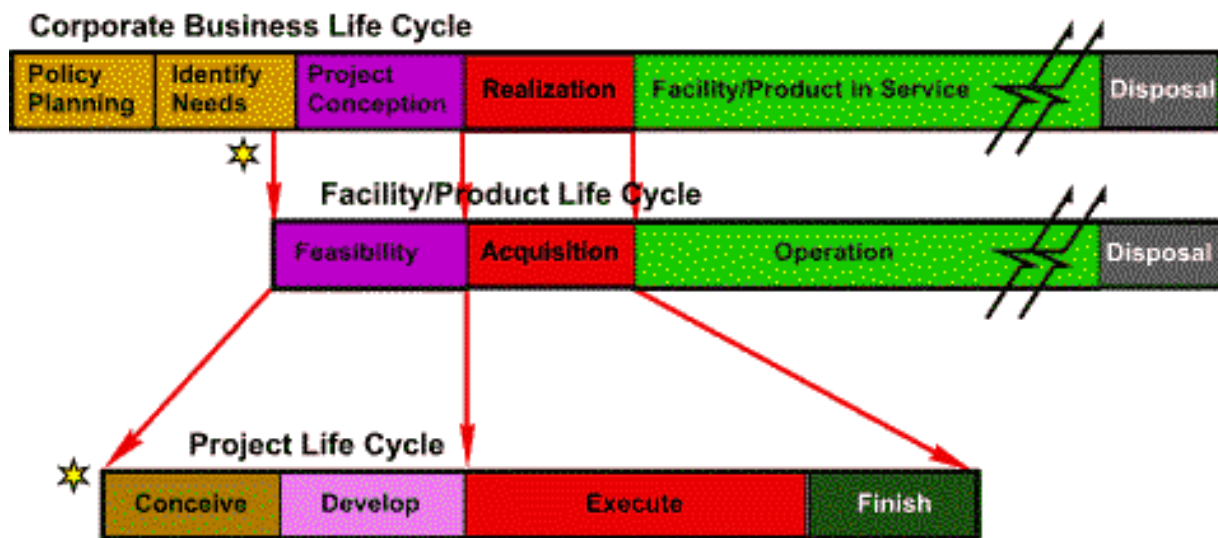 Corporate Business Life Cycle
Policy
Planning
Identify
Needs
Project
Conception
Realization
Facility/Product In Service
Disposal
Facility/Product Life Cycle
Feasibility
Acquisition
Operation
Disposal
Project Life Cycle
Conceive
Develop
Execute
Finish